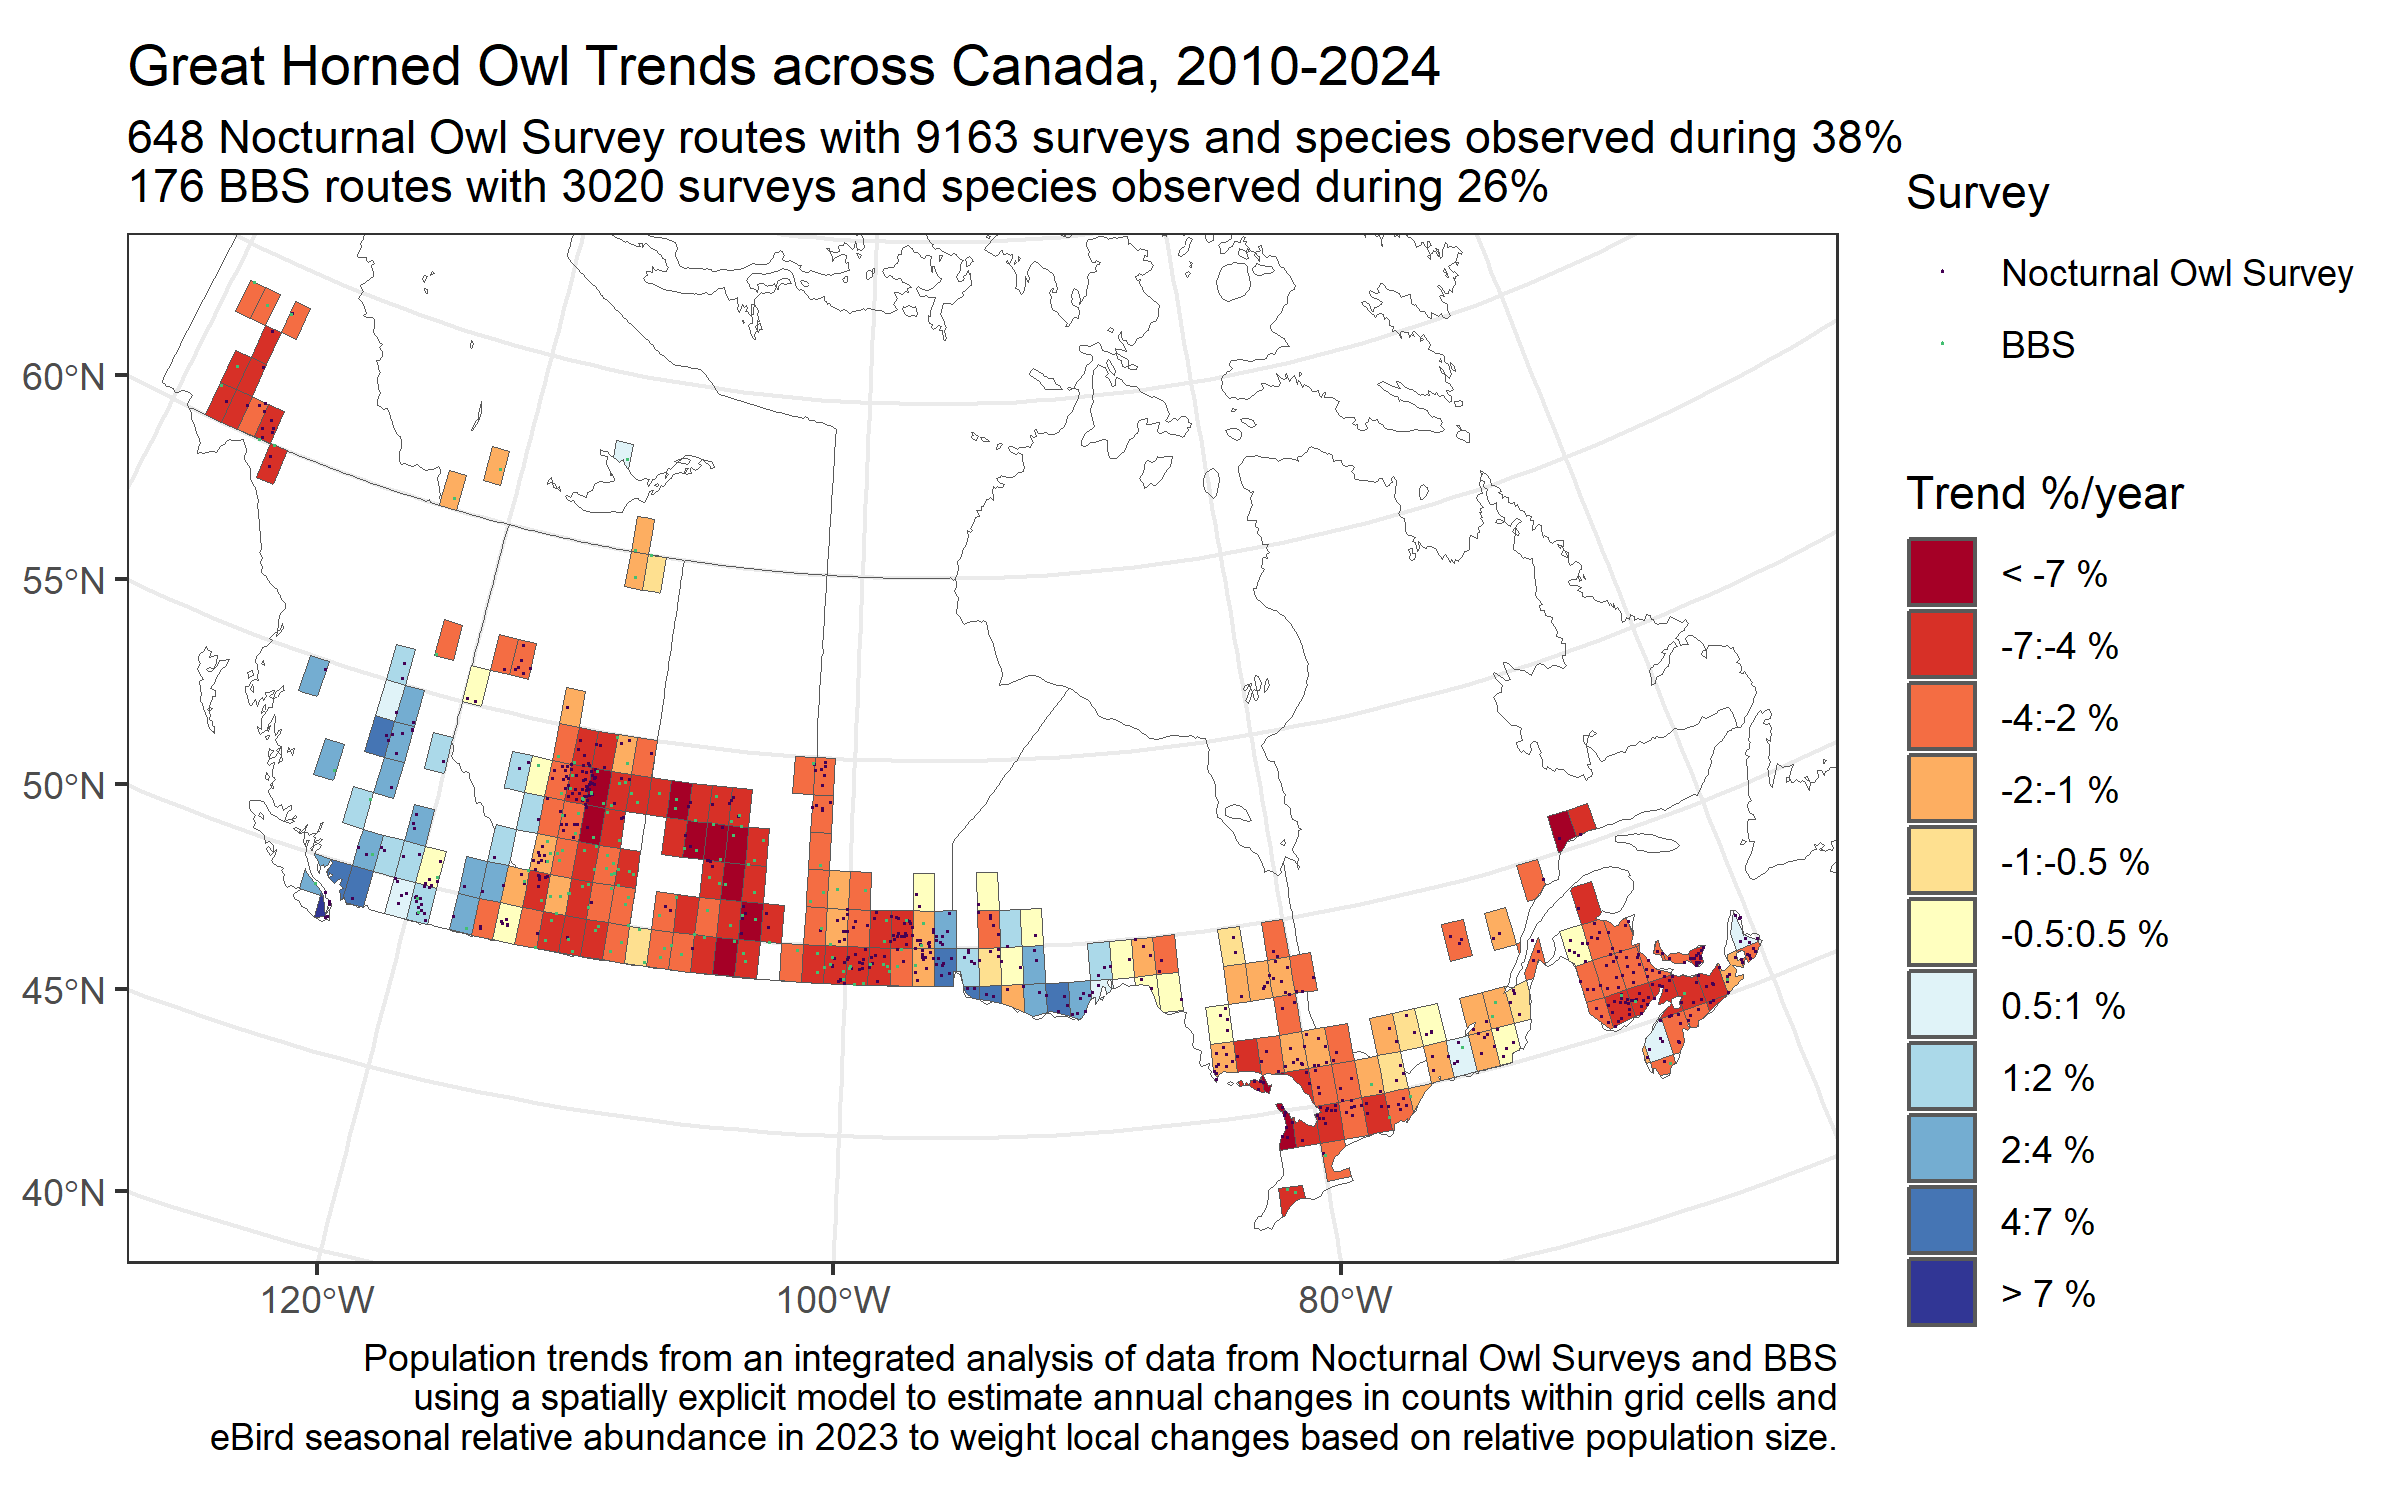 Great Horned Owl Trends across Canada, 2010-2024
648 Nocturnal Owl Survey routes with 9163 surveys and species observed during 38%
176 BBS routes with 3020 surveys and species observed during 26%
Survey
Nocturnal Owl Survey
BBS
Trend %/year
< -7 %
-7:-4 %
-4:-2 %
-2:-1 %
-1:-0.5 %
-0.5:0.5 %
0.5:1 %
1:2 %
2:4 %
4:7 %
> 7 %
60°N
55°N
50°N
45°N
40°N
120°W
100°W
80°W
Population trends from an integrated analysis of data from Nocturnal Owl Surveys and BBS
using a spatially explicit model to estimate annual changes in counts within grid cells and
eBird seasonal relative abundance in 2023 to weight local changes based on relative population size.